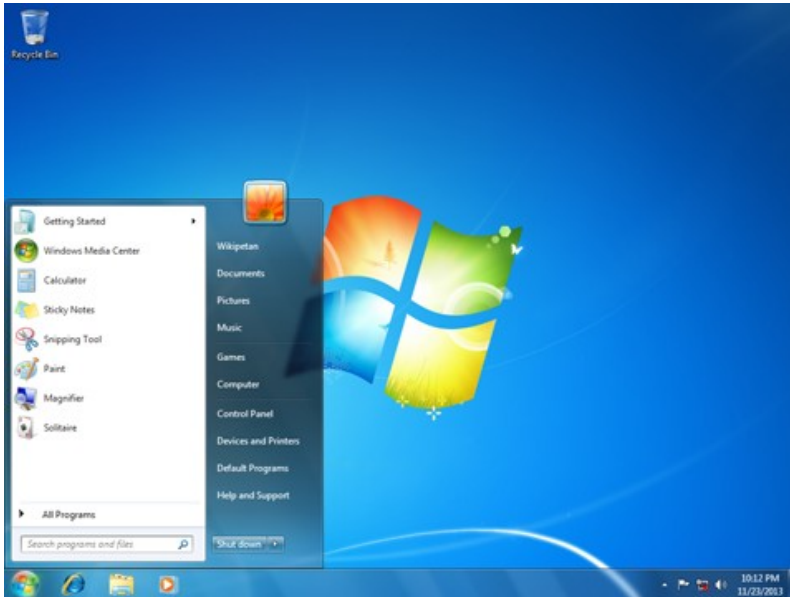 Recycle Bin
Getting Started
Windows Media Center
Calculator
Sticky Notes
Snipping Tool
Paint
Magnifier
Solitaire
All Programs
Search programs and files
Wikipetan
Documents
Pictures
Music
Games
Computer
Control Panel
Devices and Printers
Default Programs
Help and Support
Shut down
10:12 PM
11/23/2013